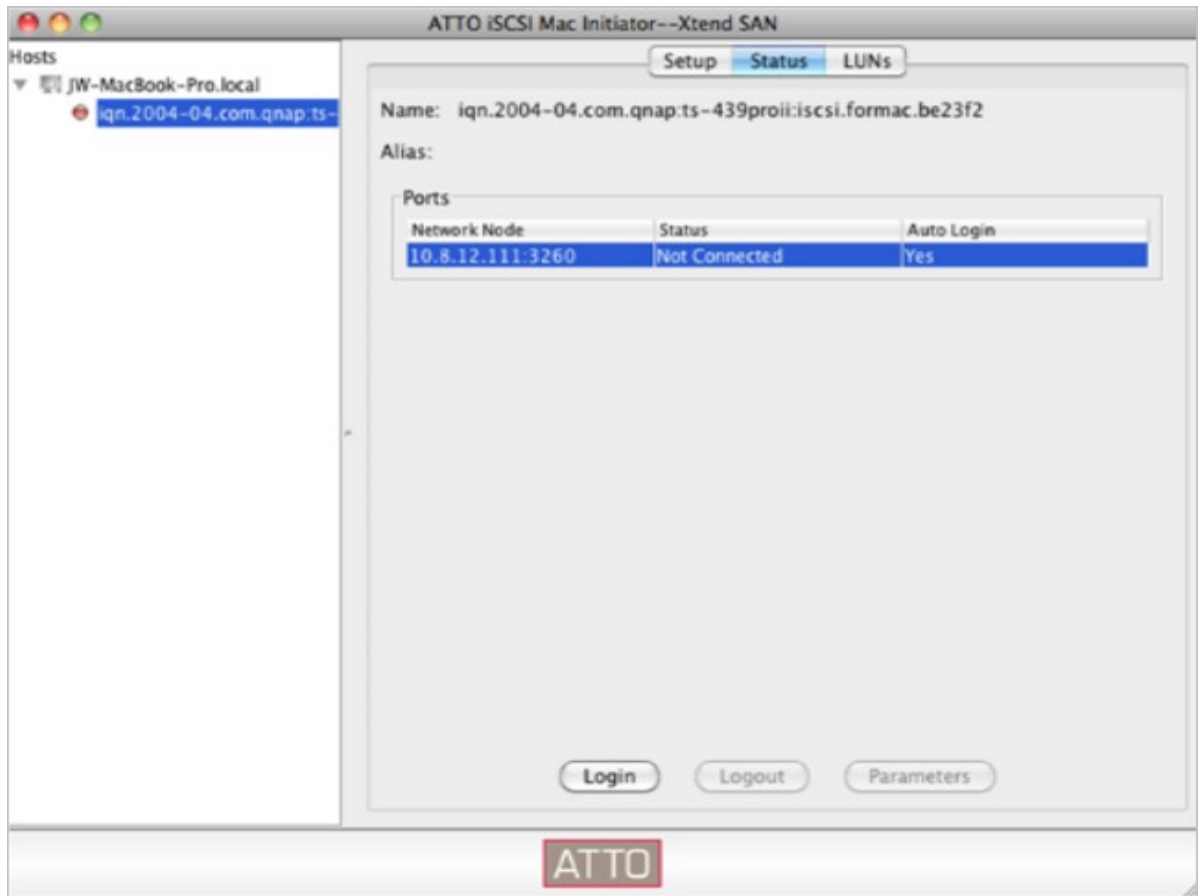 ATTO iSCSI Mac Initiator--Xtend SAN
Hosts
JW-MacBook-Pro.local
iqn.2004-04.com.qnap:ts-
Setup Status LUNs
Name: iqn.2004-04.com.qnap:ts-439proii:iscsi.formac.be23f2
Alias:
Ports
Network Node Status Auto Login
10.8.12.111:3260 Not Connected Yes
Login Logout Parameters
ATTO